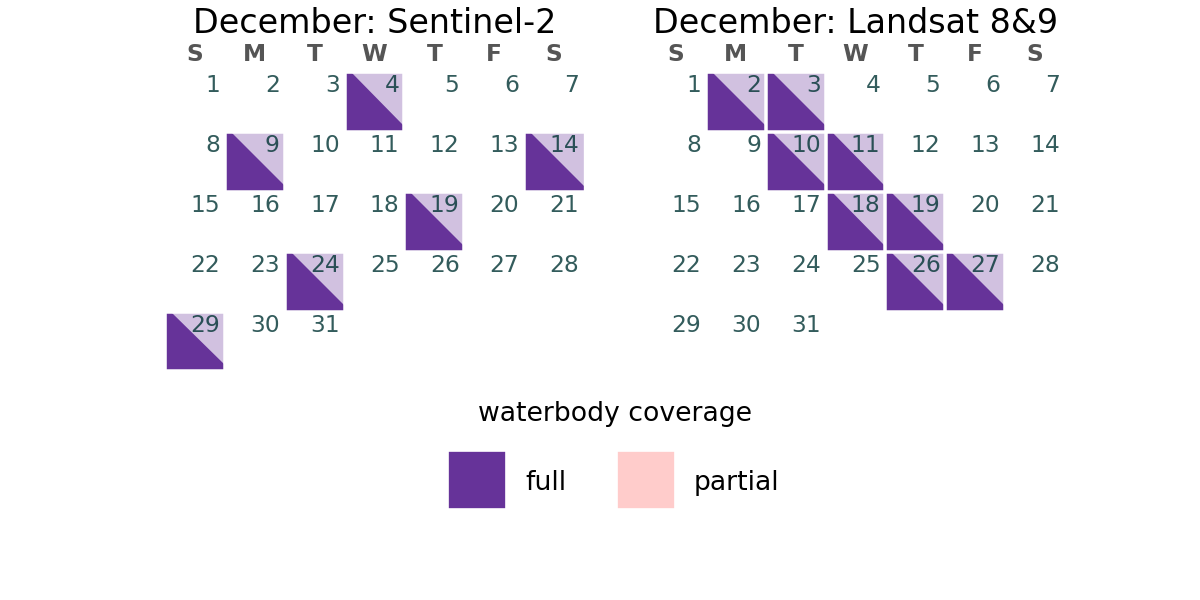 December: Sentinel-2
S M T W T F S
1 2 3 4 5 6 7
8 9 10 11 12 13 14
15 16 17 18 19 20 21
22 23 24 25 26 27 28
29 30 31
December: Landsat 8&9
S M T W T F S
1 2 3 4 5 6 7
8 9 10 11 12 13 14
15 16 17 18 19 20 21
22 23 24 25 26 27 28
29 30 31
waterbody coverage
full partial